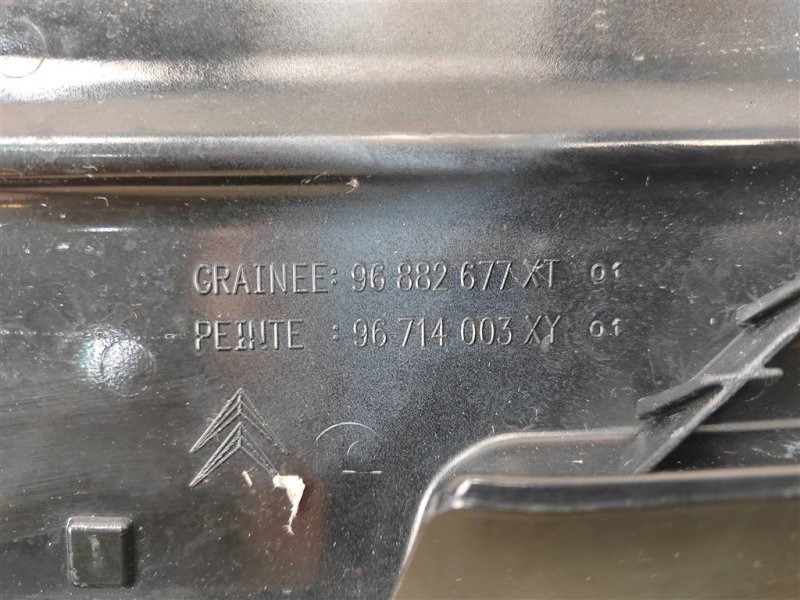 GRAINEE: 96 882 677 XT 01
PEINTE : 96 714 003 XY 01